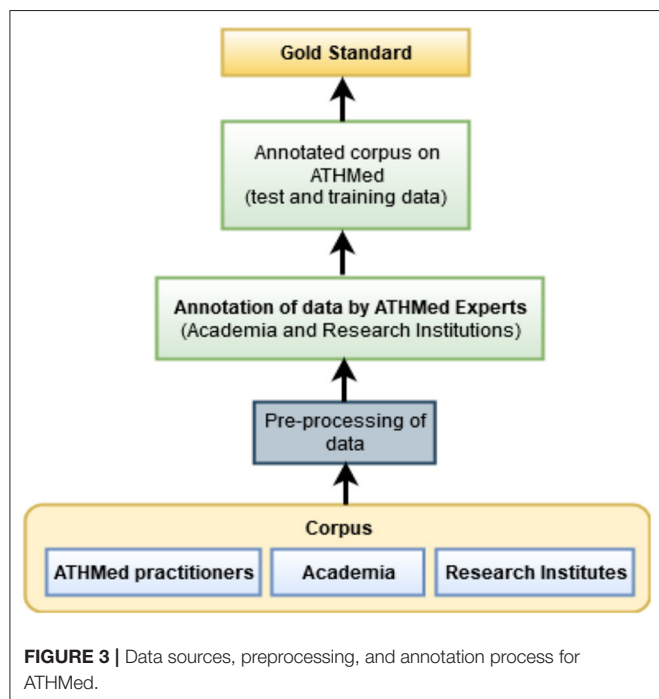 Gold Standard
Annotated corpus on
ATHMed
(test and training data)
Annotation of data by ATHMed Experts
(Academia and Research Institutions)
Pre-processing of
data
Corpus
ATHMed practitioners
Academia
Research Institutes
FIGURE 3 | Data sources, preprocessing, and annotation process for
ATHMed.